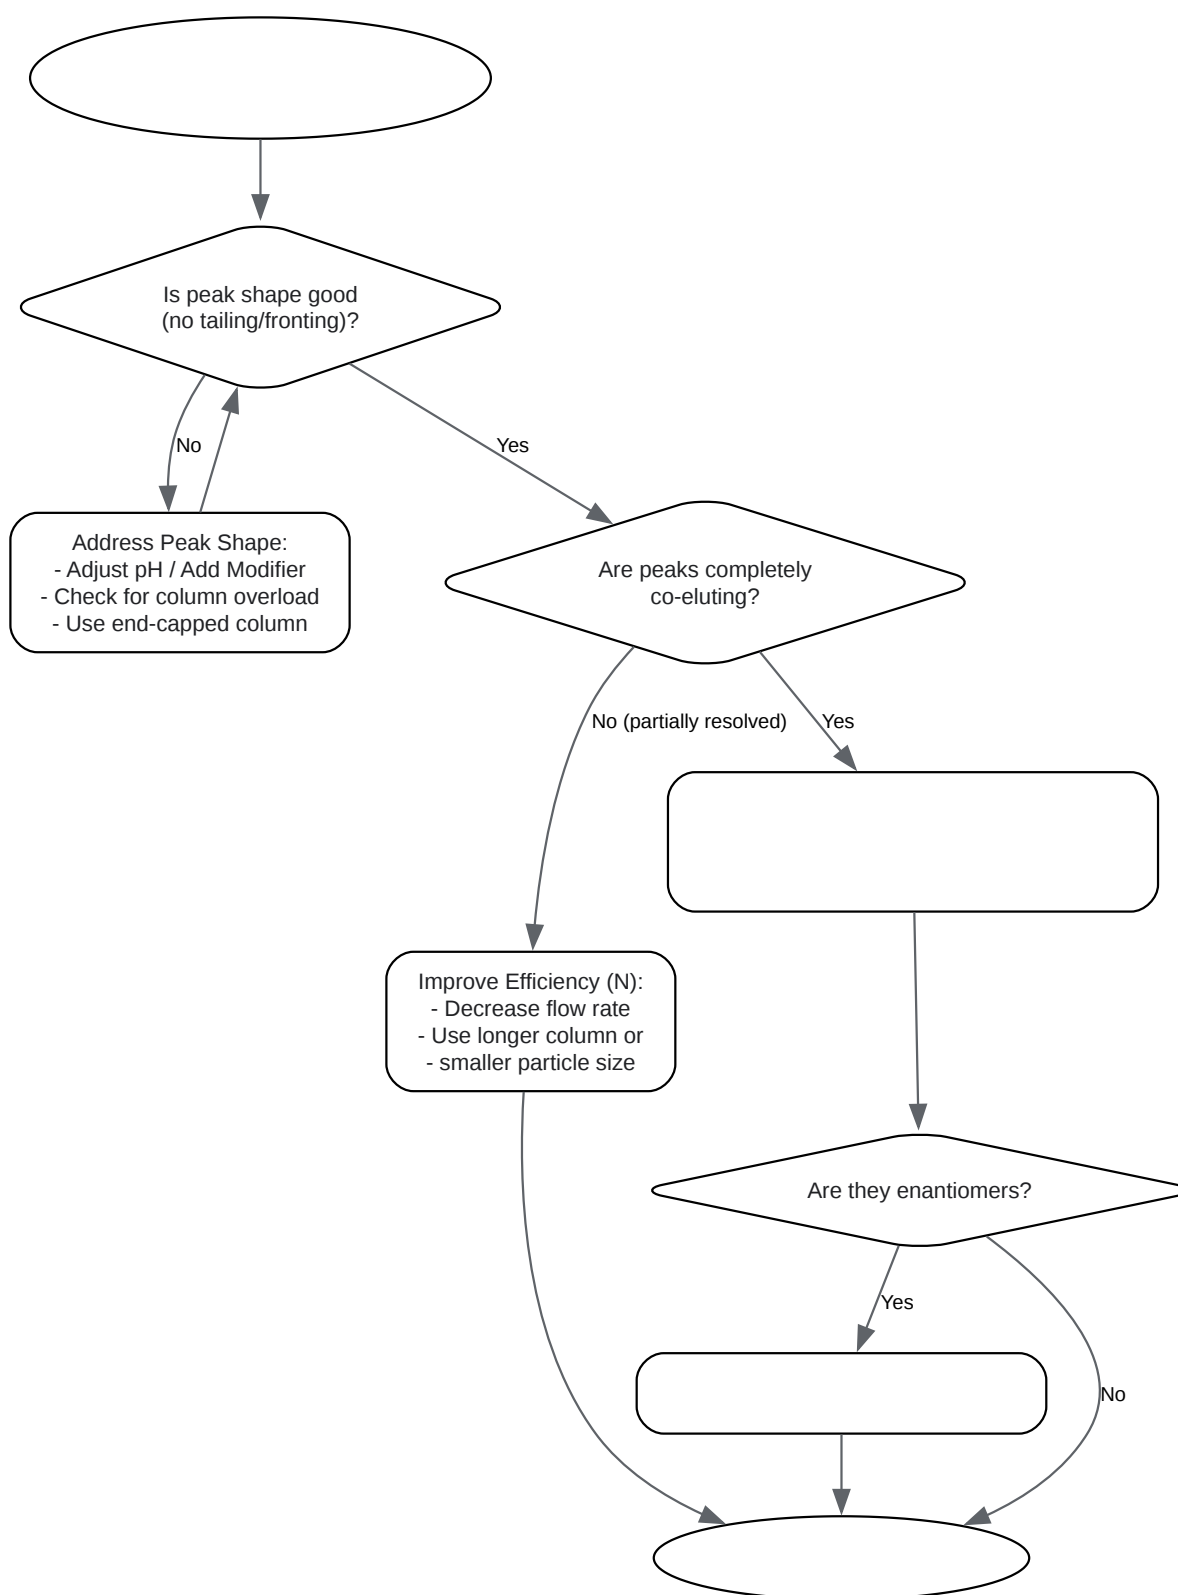 Is peak shape good
(no tailing/fronting)?
No
Yes
Address Peak Shape:
- Adjust pH / Add Modifier
- Check for column overload
- Use end-capped column
Are peaks completely
co-eluting?
No (partially resolved)
Yes
Improve Efficiency (N):
- Decrease flow rate
- Use longer column or
- smaller particle size
Are they enantiomers?
Yes
No